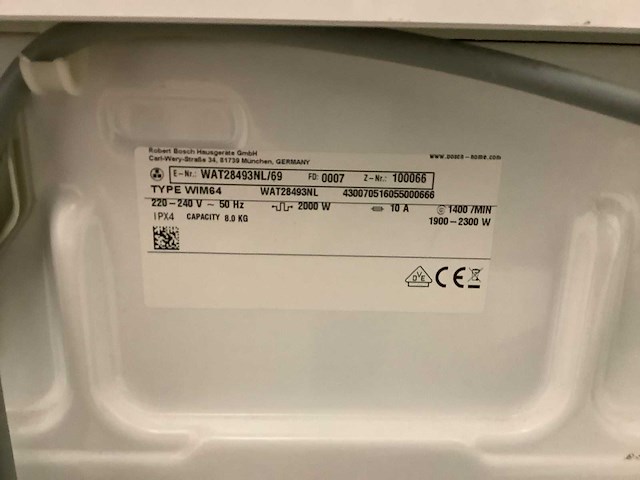 Robert Bosch Hausgeräte GmbH
Carl-Wery-Straße 34, 81739 München, GERMANY
www.bosch-home.com
E-Nr.: WAT28493NL/69 FD: 0007 Z-Nr.: 100066
TYPE WIM64 WAT28493NL 430070516055000666
220-240 V ~ 50 Hz 2000 W 10 A 1400 /MIN
IPX4 CAPACITY 8.0 KG 1900-2300 W
DVE CE